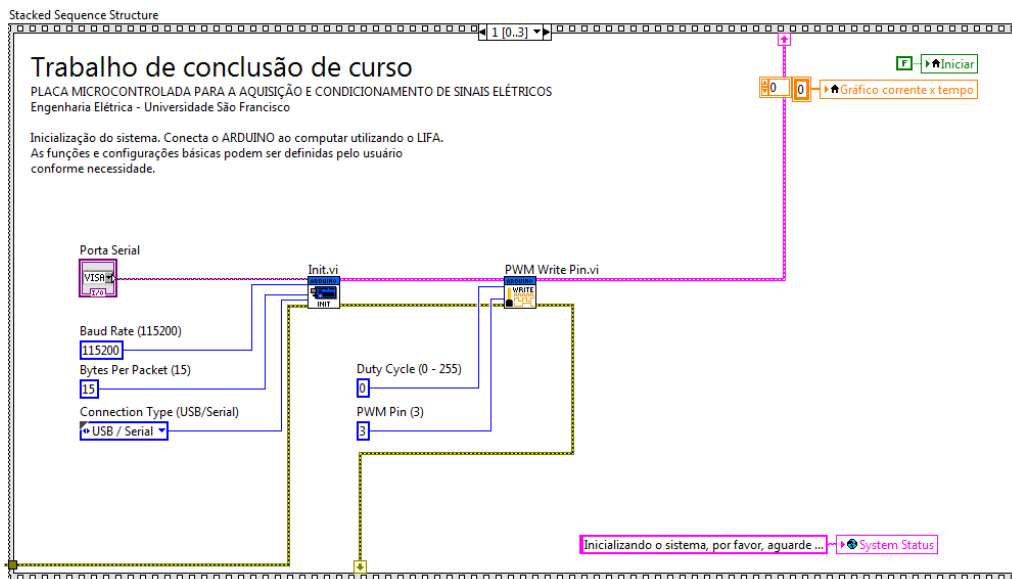 Stacked Sequence Structure
1 [0..3]
Trabalho de conclusão de curso
PLACA MICROCONTROLADA PARA A AQUISIÇÃO E CONDICIONAMENTO DE SINAIS ELÉTRICOS
Engenharia Elétrica - Universidade São Francisco
F
Iniciar
0
0
Gráfico corrente x tempo
Inicialização do sistema. Conecta o ARDUINO ao computar utilizando o LIFA.
As funções e configurações básicas podem ser definidas pelo usuário
conforme necessidade.
Porta Serial
VISA
I/O
Init.vi
ARDUINO
INIT
PWM Write Pin.vi
ARDUINO
WRITE
Baud Rate (115200)
115200
Bytes Per Packet (15)
15
Connection Type (USB/Serial)
USB / Serial
Duty Cycle (0 - 255)
0
PWM Pin (3)
3
Inicializando o sistema, por favor, aguarde ...
System Status